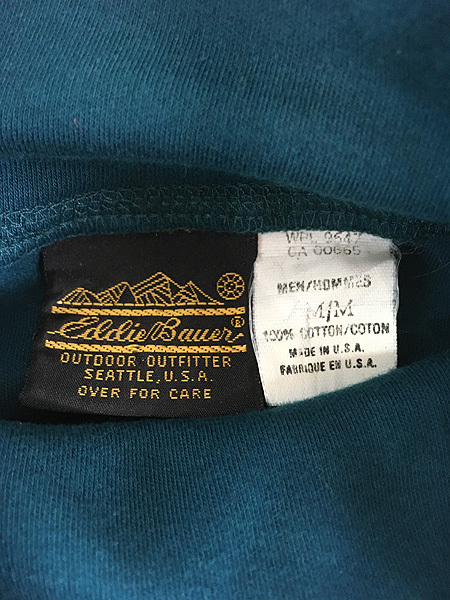 Eddie Bauer®
OUTDOOR OUTFITTER
SEATTLE, U.S.A.
OVER FOR CARE
WPL 9647
CA 00665
MEN/HOMMES
M/M
100% COTTON/COTON
MADE IN U.S.A.
FABRIQUE EN U.S.A.